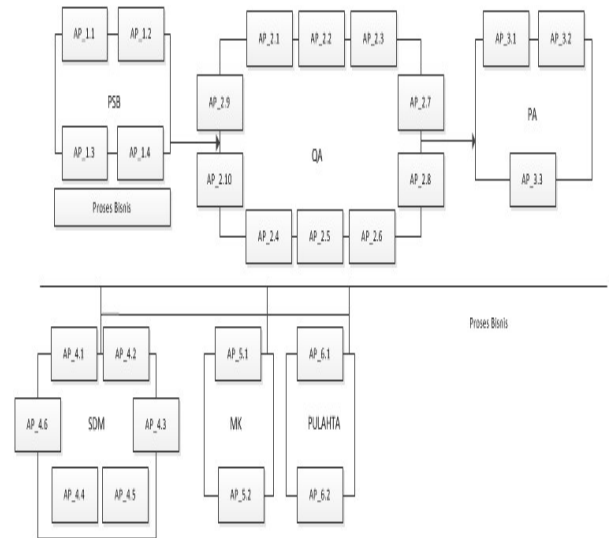 AP_1.1 AP_1.2
PSB
AP_1.3 AP_1.4
Proses Bisnis
AP_2.1 AP_2.2 AP_2.3
AP_2.9 AP_2.7
QA
AP_2.10 AP_2.8
AP_2.4 AP_2.5 AP_2.6
AP_3.1 AP_3.2
PA
AP_3.3
Proses Bisnis
AP_4.1 AP_4.2
AP_4.6 SDM AP_4.3
AP_4.4 AP_4.5
AP_5.1
MK
AP_5.2
AP_6.1
PULAHTA
AP_6.2